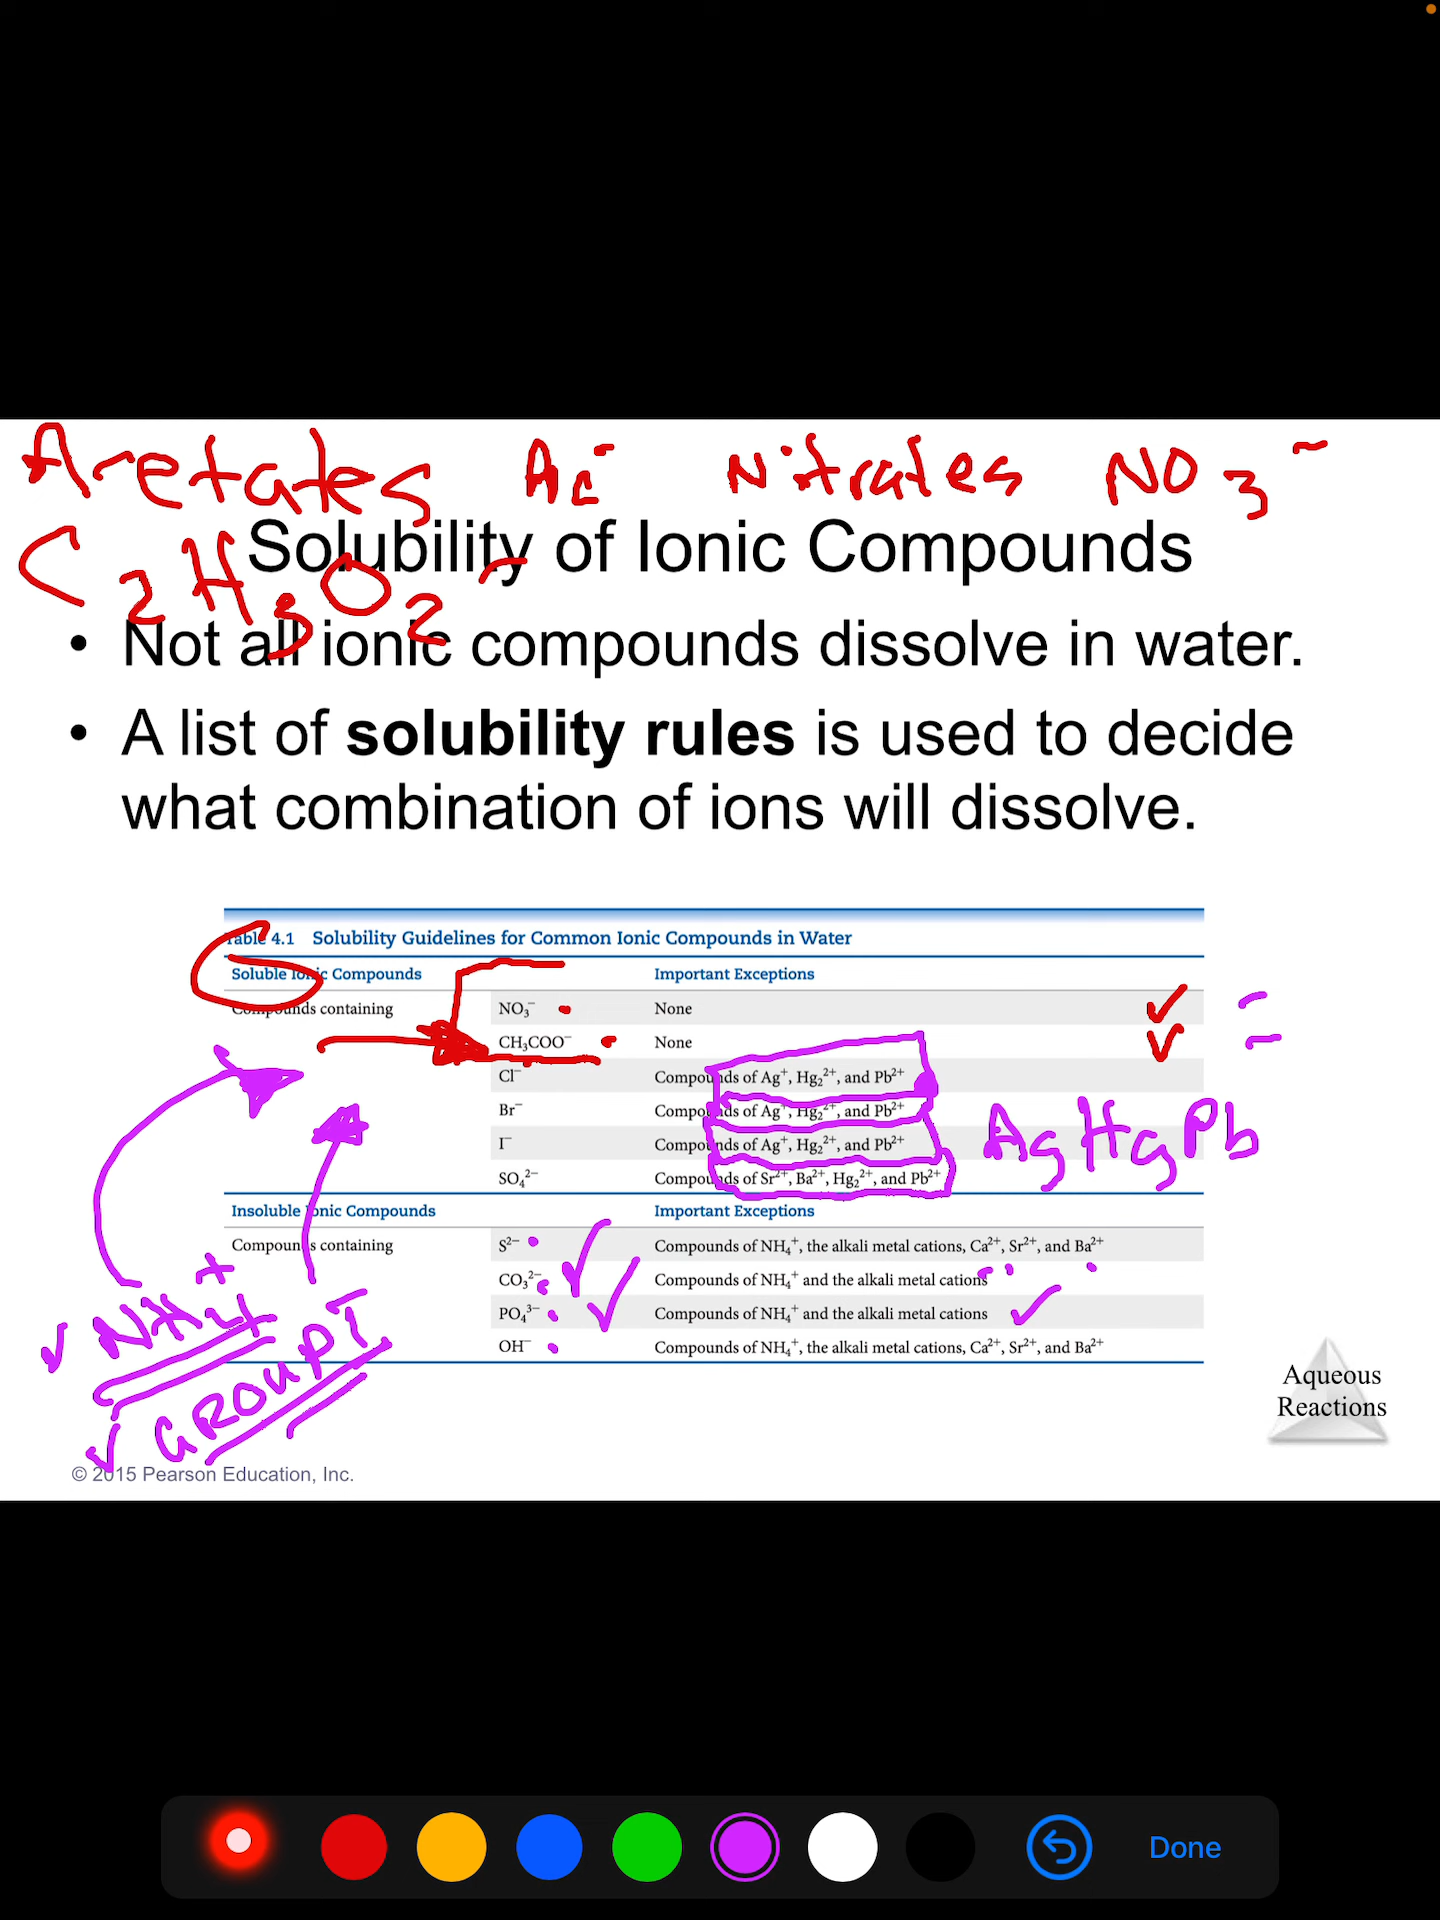 Acetates Ac⁻ Nitrates NO₃⁻
C₂H₃O₂⁻
Solubility of Ionic Compounds
• Not all ionic compounds dissolve in water.
• A list of solubility rules is used to decide
what combination of ions will dissolve.
Table 4.1 Solubility Guidelines for Common Ionic Compounds in Water
Soluble Ionic Compounds Important Exceptions
Compounds containing NO₃⁻ None
CH₃COO⁻ None
Cl⁻ Compounds of Ag⁺, Hg₂²⁺, and Pb²⁺
Br⁻ Compounds of Ag⁺, Hg₂²⁺, and Pb²⁺
I⁻ Compounds of Ag⁺, Hg₂²⁺, and Pb²⁺
SO₄²⁻ Compounds of Sr²⁺, Ba²⁺, Hg₂²⁺, and Pb²⁺
Ag Hg Pb
Insoluble Ionic Compounds Important Exceptions
Compounds containing S²⁻ Compounds of NH₄⁺, the alkali metal cations, Ca²⁺, Sr²⁺, and Ba²⁺
CO₃²⁻ Compounds of NH₄⁺ and the alkali metal cations
PO₄³⁻ Compounds of NH₄⁺ and the alkali metal cations
OH⁻ Compounds of NH₄⁺, the alkali metal cations, Ca²⁺, Sr²⁺, and Ba²⁺
✓ NH₄⁺
✓ GROUP I
Aqueous
Reactions
© 2015 Pearson Education, Inc.
Done